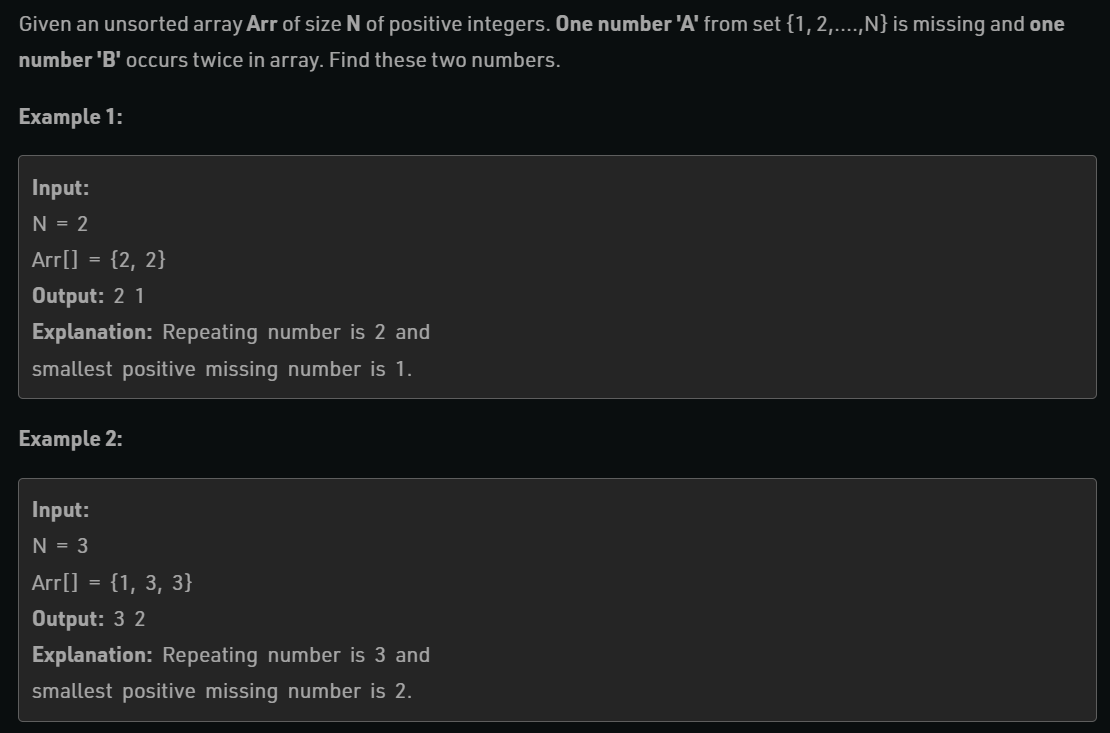 Given an unsorted array Arr of size N of positive integers. One number 'A' from set {1, 2,....,N} is missing and one
number 'B' occurs twice in array. Find these two numbers.
Example 1:
Input:
N = 2
Arr[] = {2, 2}
Output: 2 1
Explanation: Repeating number is 2 and
smallest positive missing number is 1.
Example 2:
Input:
N = 3
Arr[] = {1, 3, 3}
Output: 3 2
Explanation: Repeating number is 3 and
smallest positive missing number is 2.